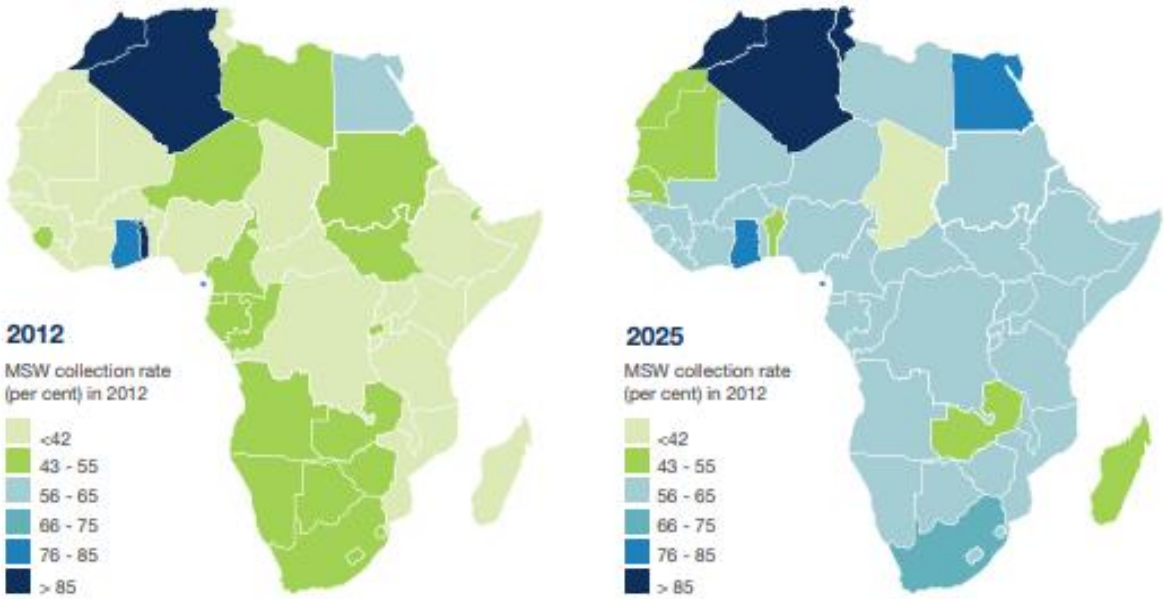 2012
MSW collection rate
(per cent) in 2012
<42
43 - 55
56 - 65
66 - 75
76 - 85
> 85
2025
MSW collection rate
(per cent) in 2012
<42
43 - 55
56 - 65
66 - 75
76 - 85
> 85